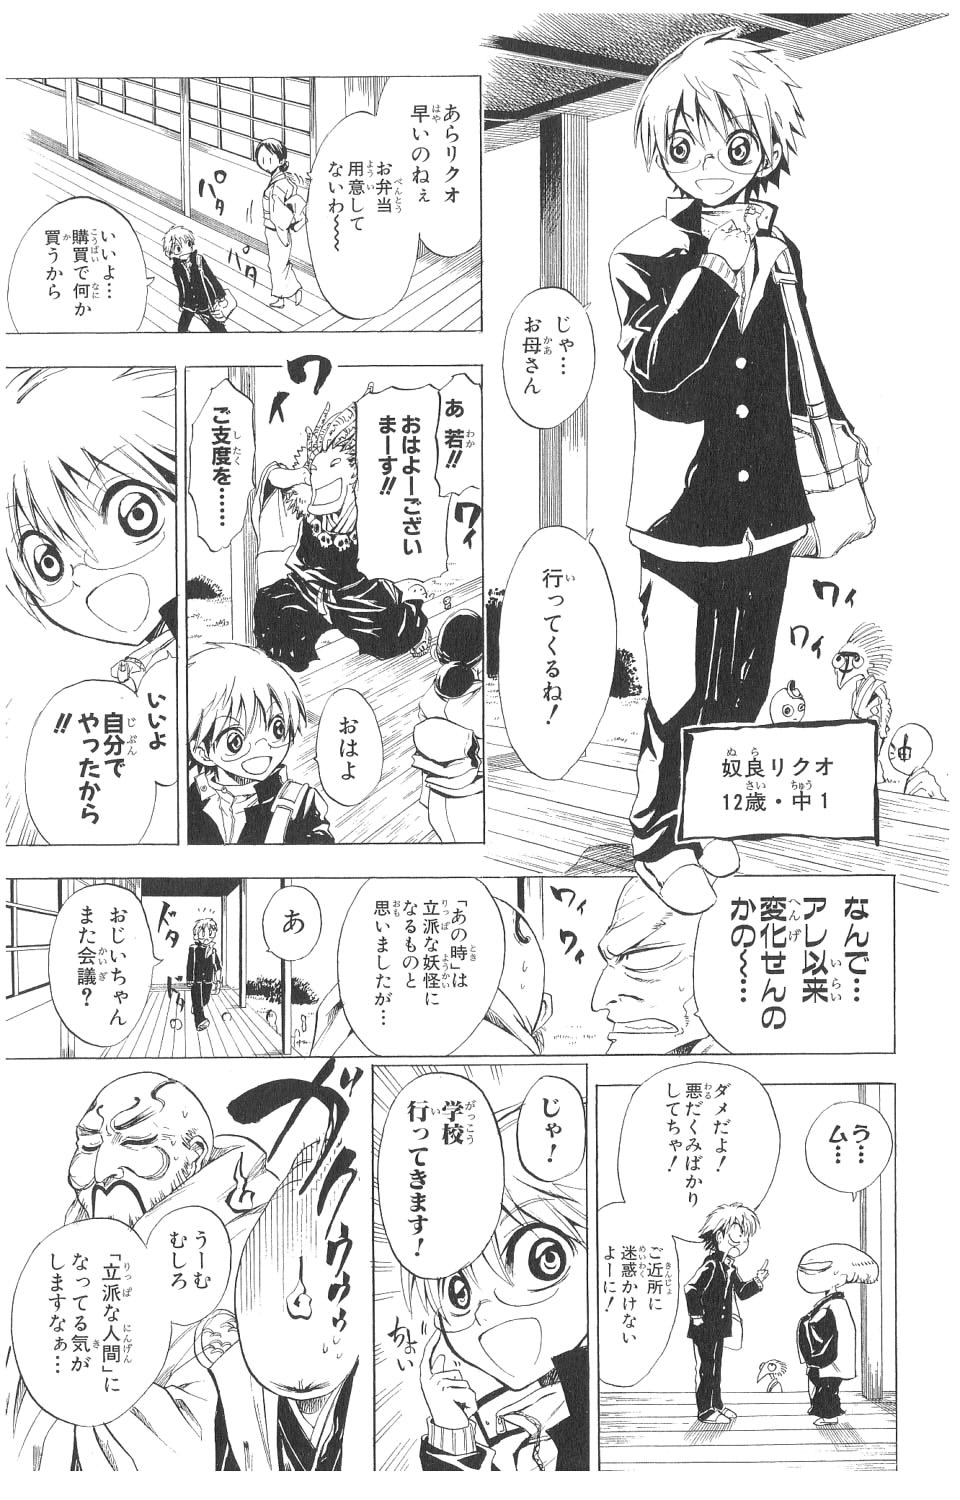 あらリクオ
早いのねぇ
お弁当
用意して
ないわ〜〜
いいよ…
購買で何か
買うから
パタ
パタ
じゃ…
お母さん
行ってくるね!
ワイ
ワイ
奴良リクオ
12歳・中1
あ 若!!
おはよーござい
まーす!!
ご支度を……
ワイ
ワイ
おはよ
いいよ
自分で
やったから
!!
なんで…
アレ以来
変化せんの
かの〜…
ワイ
「あの時」は
立派な妖怪に
なるものと
思いましたが…
あ
おじいちゃん
また会議?
ドタ
う…
ム…
ダメだよ!
悪だくみばかり
してちゃ!
ご近所に
迷惑かけない
よーに!
じゃ!
学校
行ってきます!
ちょい
ガクウウゥ
うーむ
むしろ
「立派な人間」に
なってる気が
しますなぁ…